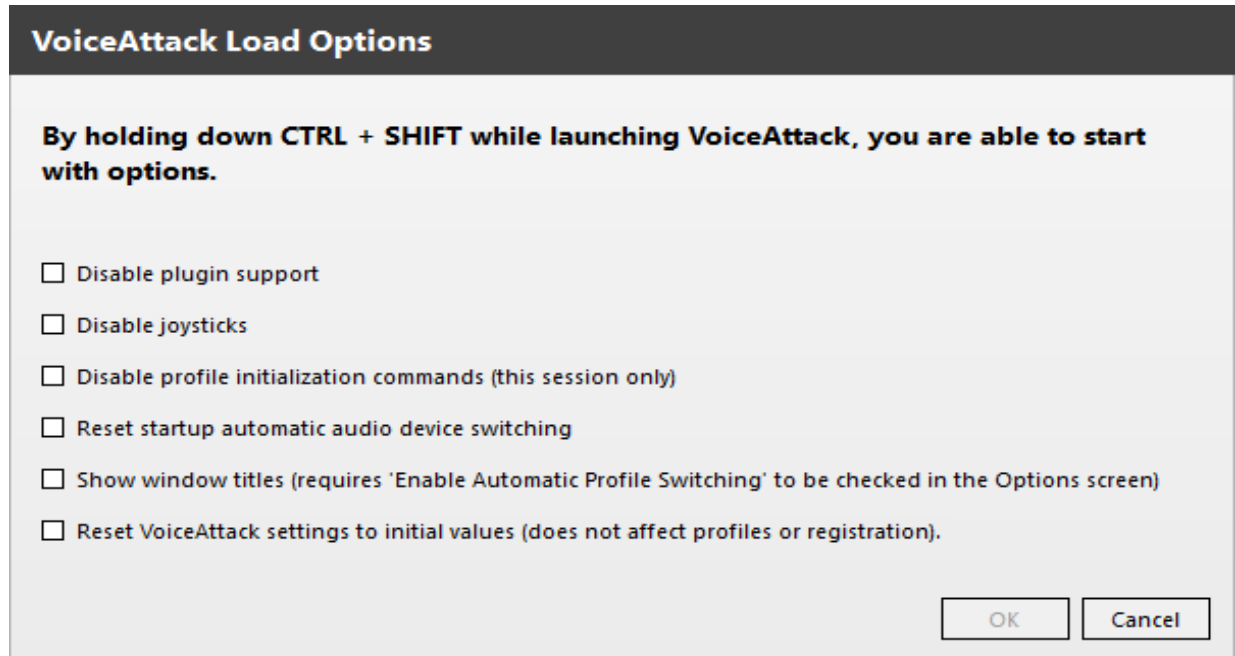 VoiceAttack Load Options
By holding down CTRL + SHIFT while launching VoiceAttack, you are able to start
with options.
Disable plugin support
Disable joysticks
Disable profile initialization commands (this session only)
Reset startup automatic audio device switching
Show window titles (requires 'Enable Automatic Profile Switching' to be checked in the Options screen)
Reset VoiceAttack settings to initial values (does not affect profiles or registration).
OK Cancel